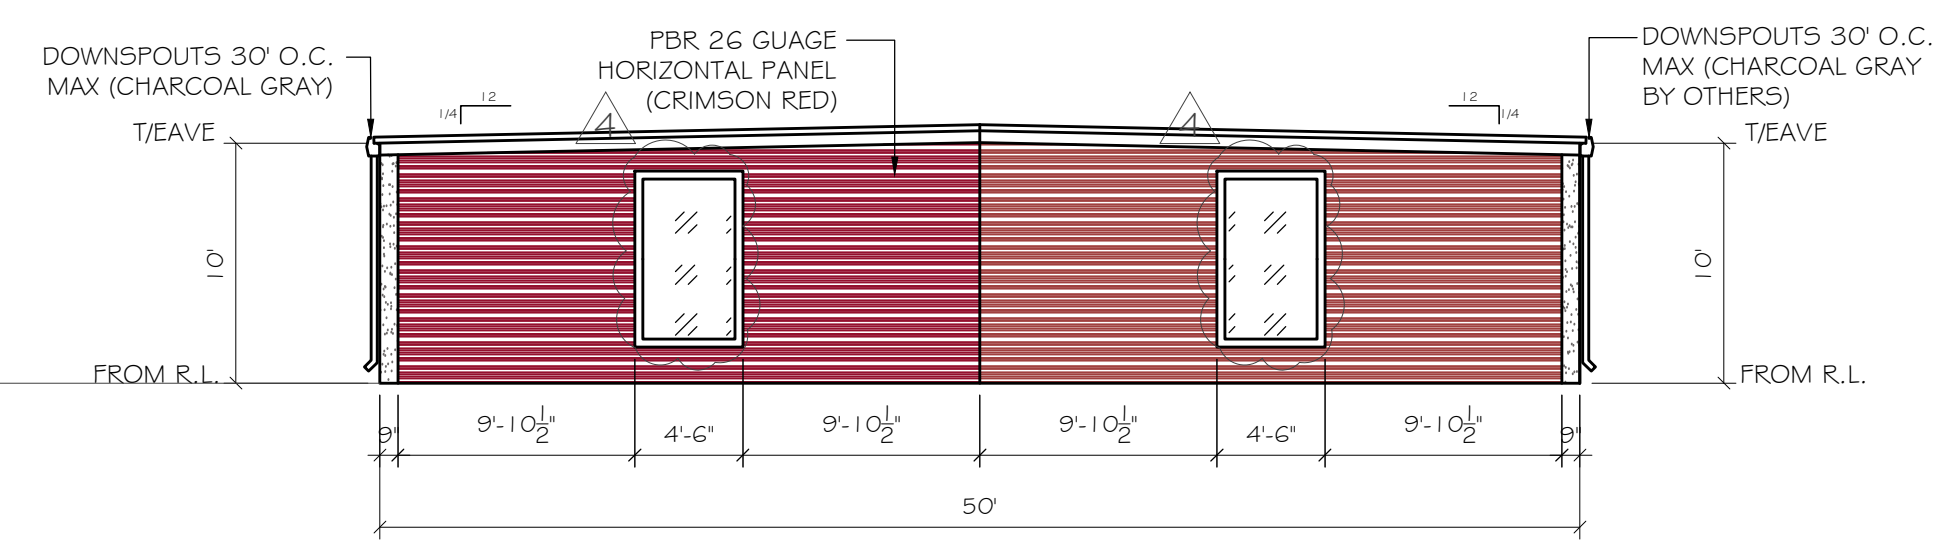 DOWNSPOUTS 30' O.C.
MAX (CHARCOAL GRAY)
PBR 26 GUAGE
HORIZONTAL PANEL
(CRIMSON RED)
DOWNSPOUTS 30' O.C.
MAX (CHARCOAL GRAY
BY OTHERS)
12
1/4
4
4
12
1/4
T/EAVE
T/EAVE
10'
10'
FROM R.L.
FROM R.L.
9"
9'-10 1/2"
4'-6"
9'-10 1/2"
9'-10 1/2"
4'-6"
9'-10 1/2"
9"
50'